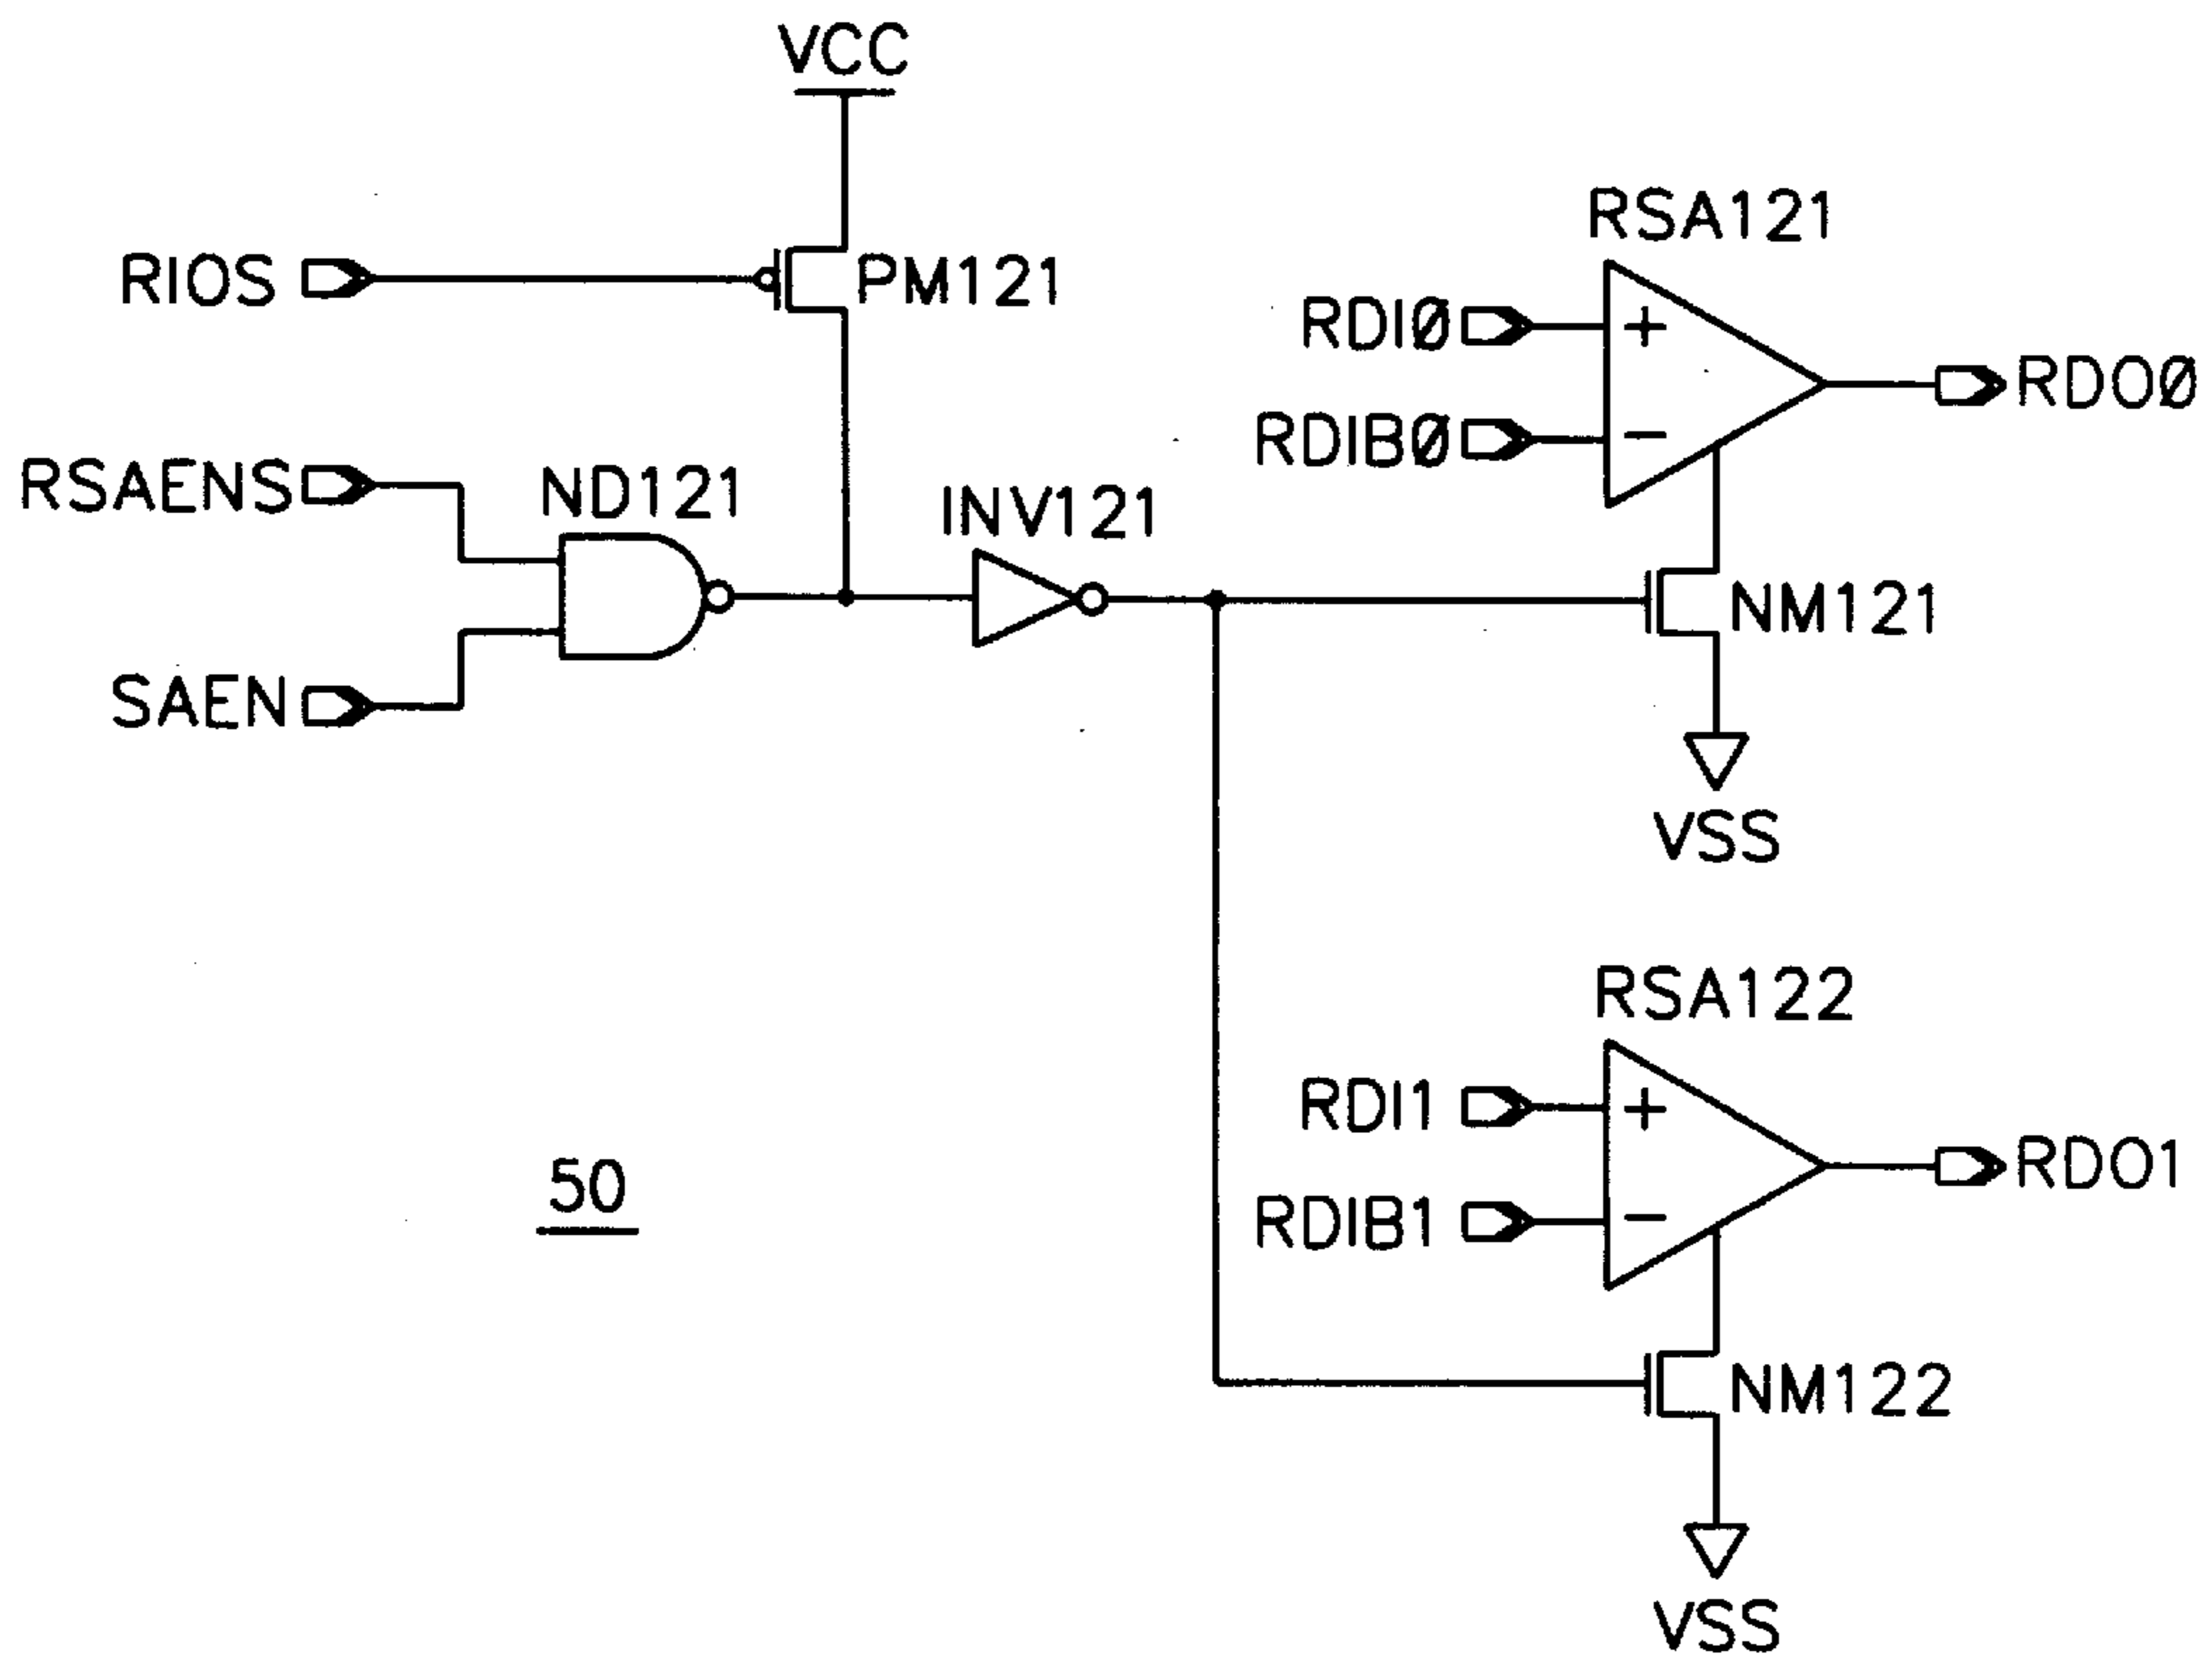 VCC
RIOS
PM121
RSA121
RDI0
+
RDIB0
−
RDO0
RSAENS
ND121
INV121
SAEN
NM121
VSS
RSA122
RDI1
+
RDIB1
−
RDO1
50
NM122
VSS